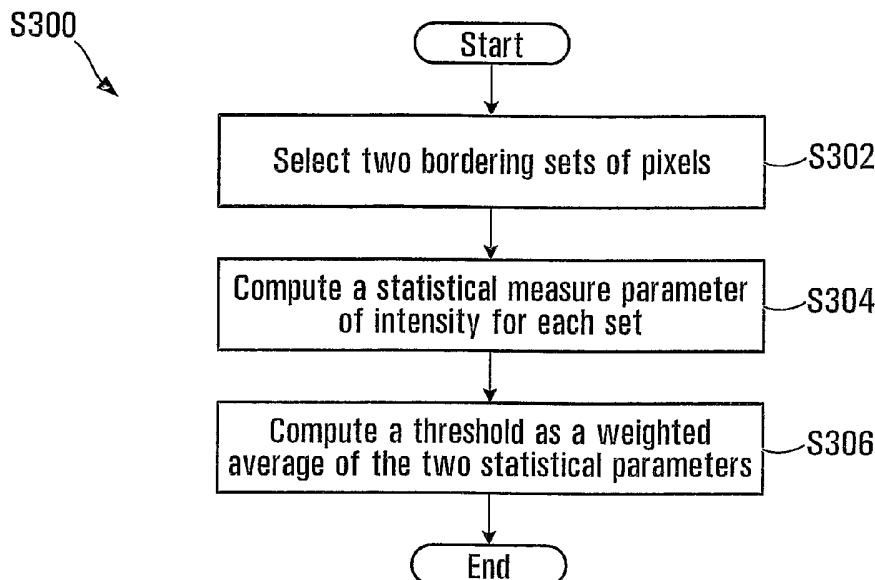 S300
Start
Select two bordering sets of pixels
S302
Compute a statistical measure parameter
of intensity for each set
S304
Compute a threshold as a weighted
average of the two statistical parameters
S306
End